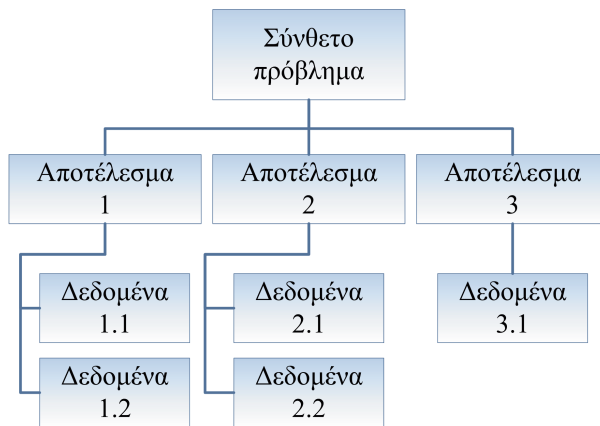 Σύνθετο
πρόβλημα
Αποτέλεσμα
1
Αποτέλεσμα
2
Αποτέλεσμα
3
Δεδομένα
1.1
Δεδομένα
2.1
Δεδομένα
3.1
Δεδομένα
1.2
Δεδομένα
2.2